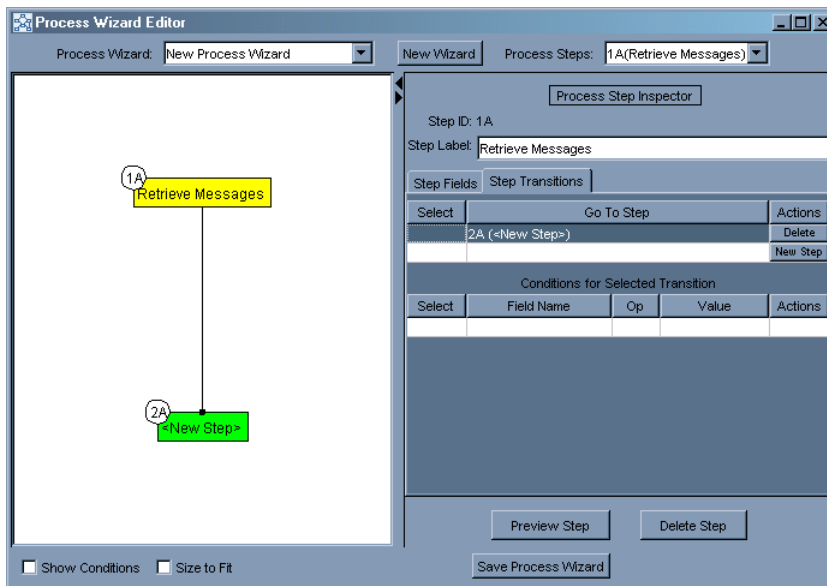 Process Wizard Editor
Process Wizard: New Process Wizard New Wizard Process Steps: 1A(Retrieve Messages)
1A
Retrieve Messages
2A
<New Step>
Show Conditions Size to Fit
Process Step Inspector
Step ID: 1A
Step Label: Retrieve Messages
Step Fields Step Transitions
Select Go To Step Actions
2A (<New Step>) Delete
New Step
Conditions for Selected Transition
Select Field Name Op Value Actions
Preview Step Delete Step
Save Process Wizard